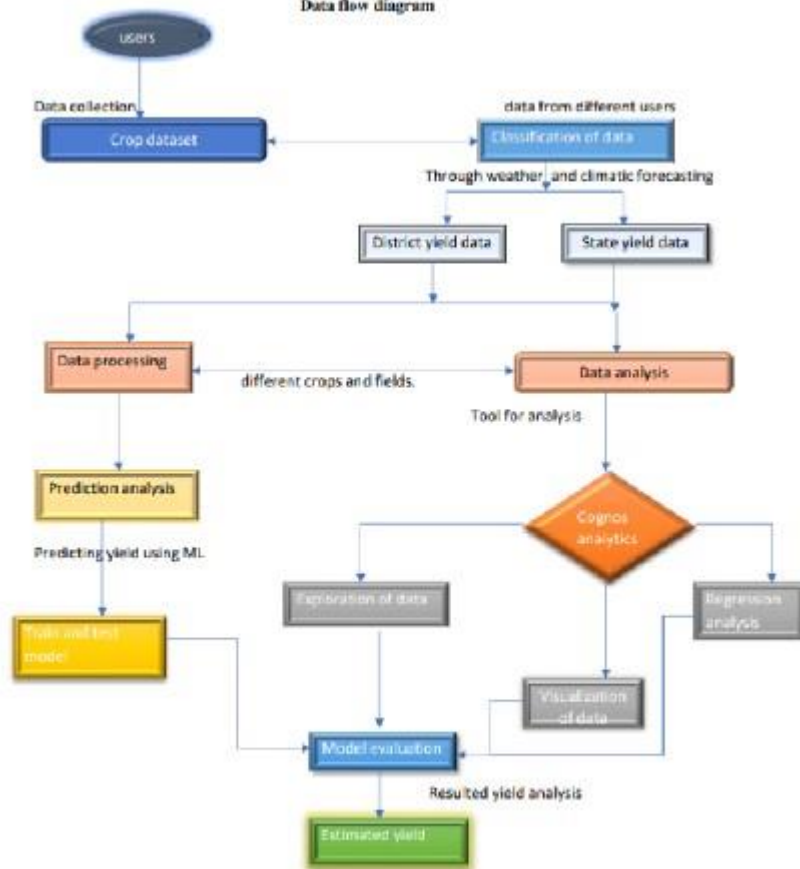 Data flow diagram
users
Data collection
data from different users
Crop dataset
Classification of data
Through weather and climatic forecasting
District yield data
State yield data
Data processing
different crops and fields.
Data analysis
Tool for analysis
Prediction analysis
Cognos
analytics
Predicting yield using ML
Exploration of data
Regression
analysis
Train and test
model
Visualization
of data
Model evaluation
Resulted yield analysis
Estimated yield